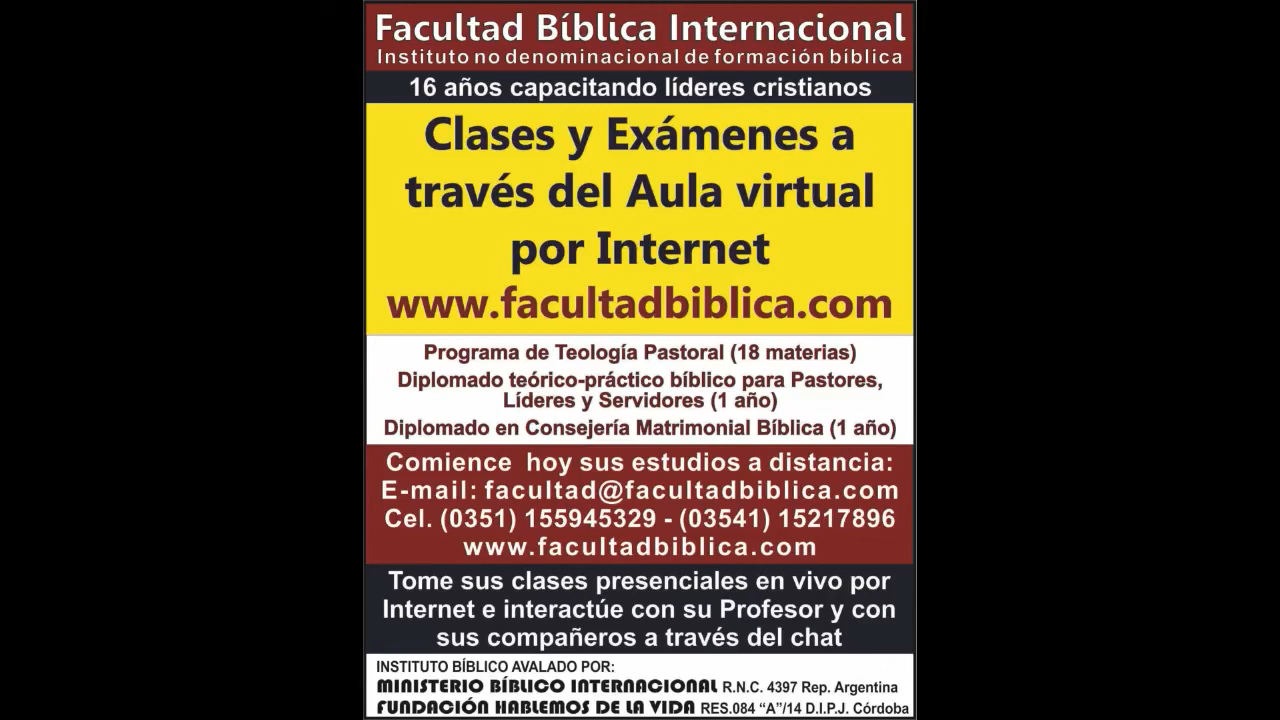 Facultad Bíblica Internacional
Instituto no denominacional de formación bíblica
16 años capacitando líderes cristianos
Clases y Exámenes a
través del Aula virtual
por Internet
www.facultadbiblica.com
Programa de Teología Pastoral (18 materias)
Diplomado teórico-práctico bíblico para Pastores,
Líderes y Servidores (1 año)
Diplomado en Consejería Matrimonial Bíblica (1 año)
Comience hoy sus estudios a distancia:
E-mail: facultad@facultadbiblica.com
Cel. (0351) 155945329 - (03541) 15217896
www.facultadbiblica.com
Tome sus clases presenciales en vivo por
Internet e interactúe con su Profesor y con
sus compañeros a través del chat
INSTITUTO BÍBLICO AVALADO POR:
MINISTERIO BÍBLICO INTERNACIONAL R.N.C. 4397 Rep. Argentina
FUNDACIÓN HABLEMOS DE LA VIDA RES.084 “A”/14 D.I.P.J. Córdoba